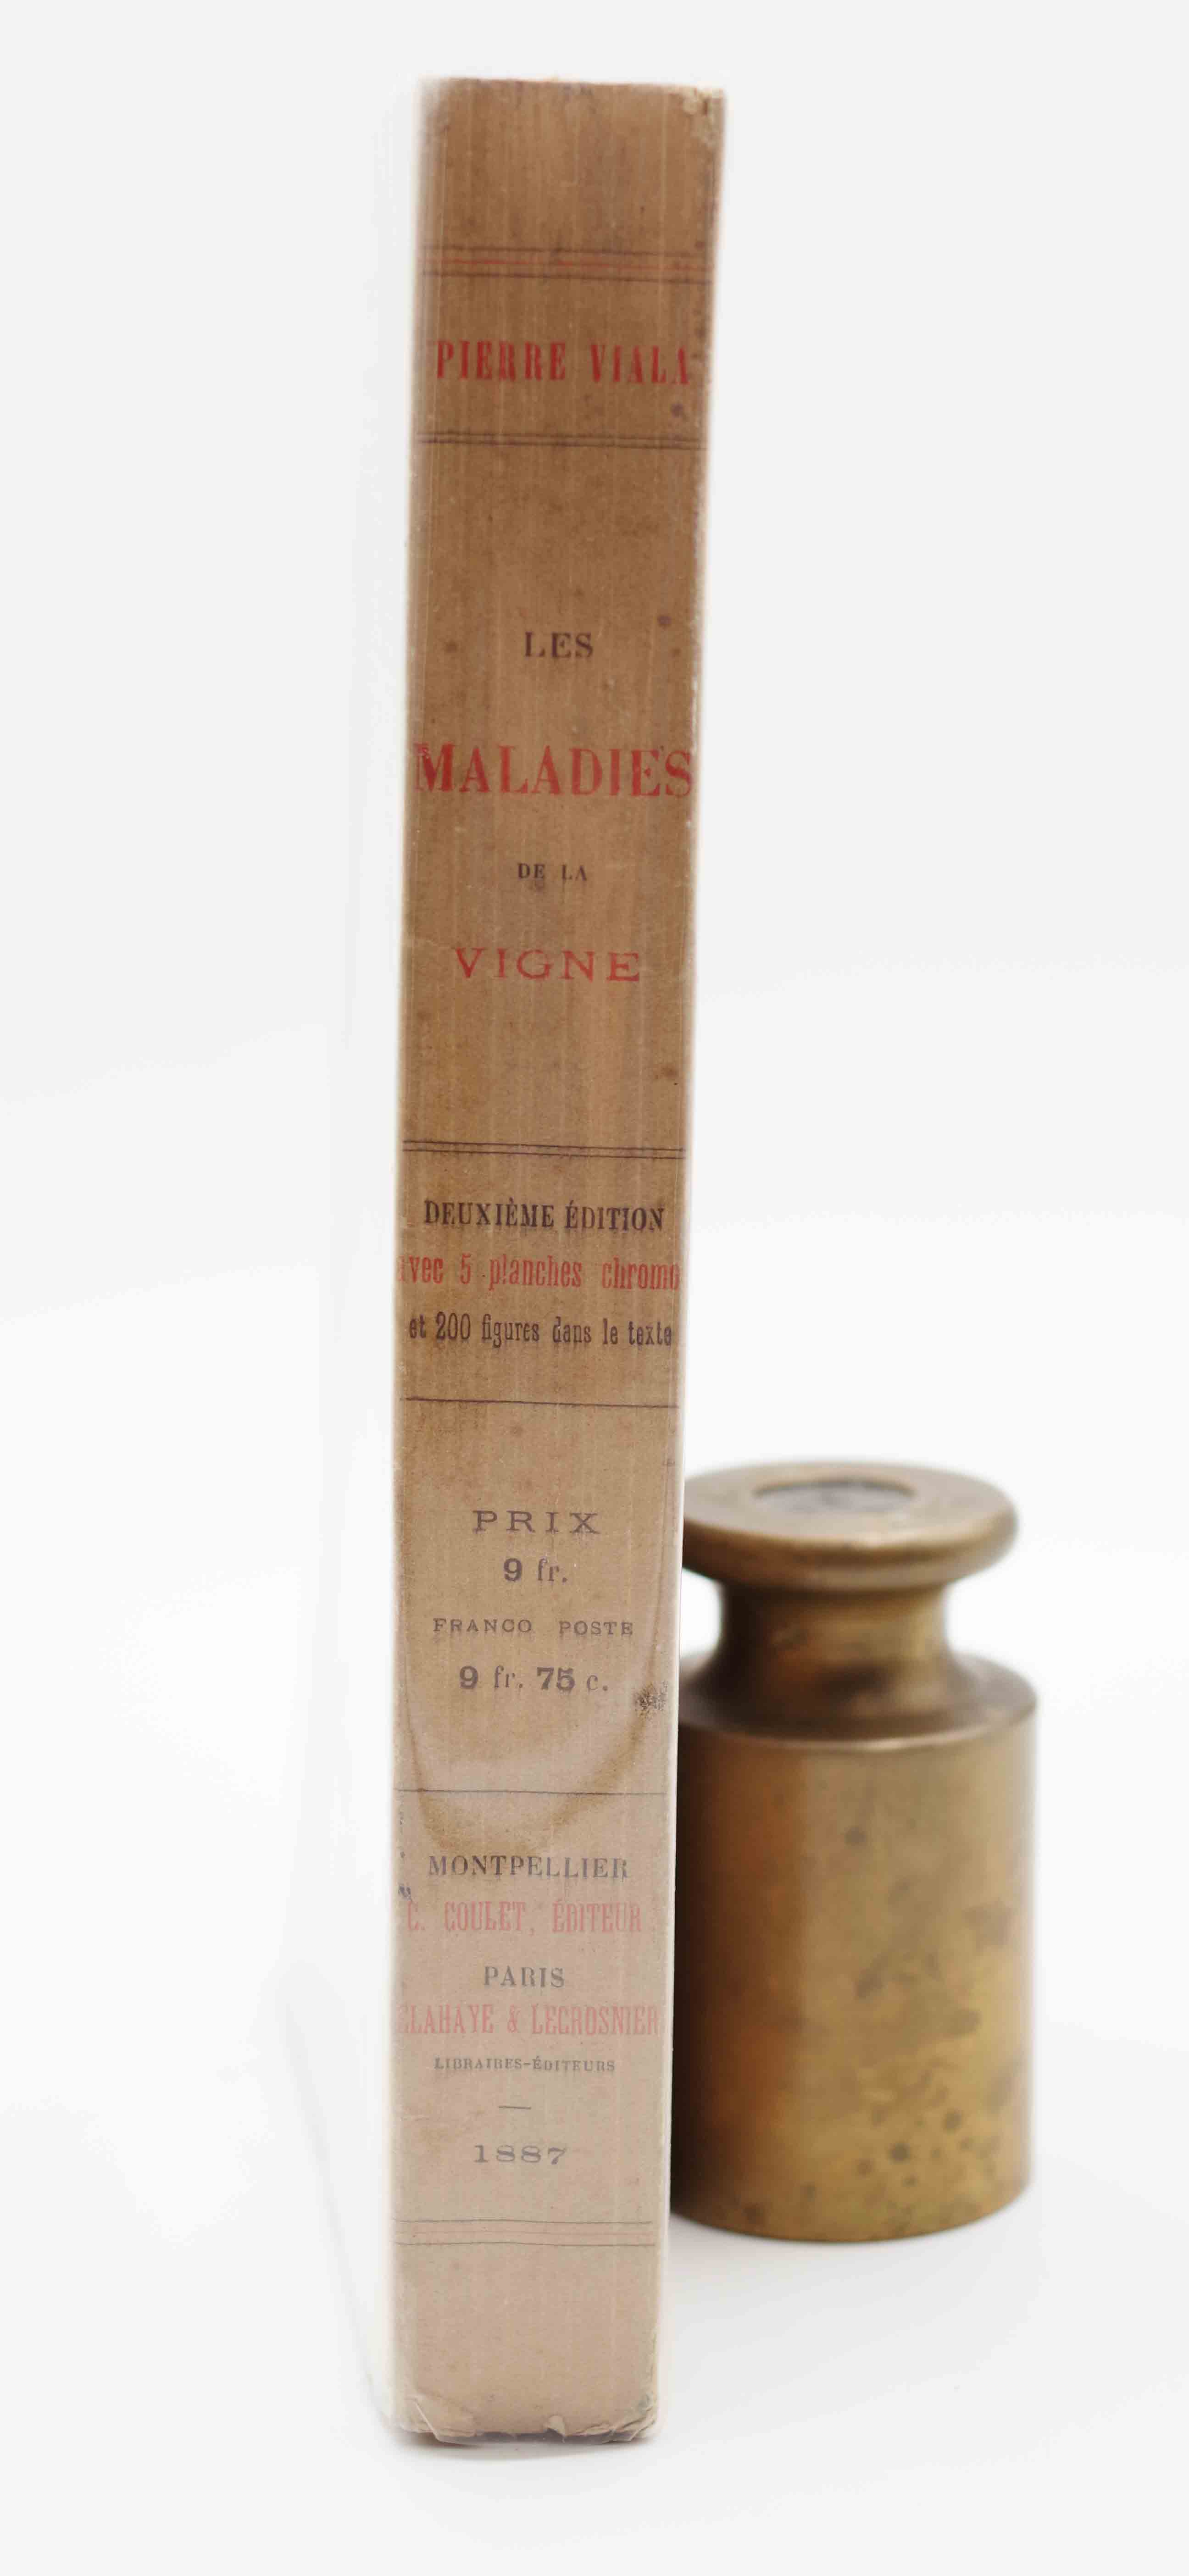 PIERRE VIALA
LES
MALADIES
DE LA
VIGNE
DEUXIÈME ÉDITION
avec 5 planches chromo
et 200 figures dans le texte
PRIX
9 fr.
FRANCO POSTE
9 fr. 75 c.
MONTPELLIER
C. COULET, ÉDITEUR
PARIS
ELAHAYE & LECROSNIER
LIBRAIRES-ÉDITEURS
1887